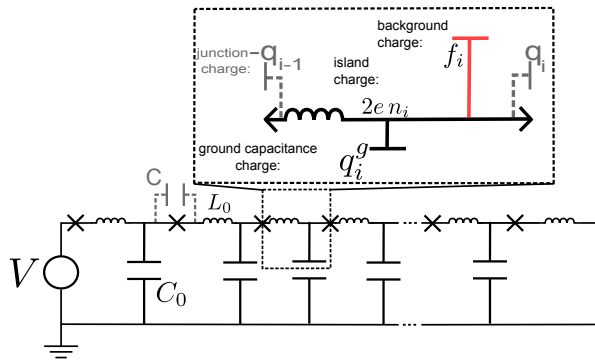 background
charge:
junction
charge:
-q_{i-1}
island
charge:
f_i
q_i
2e n_i
ground capacitance
charge:
q_i^g
C
L_0
V
C_0